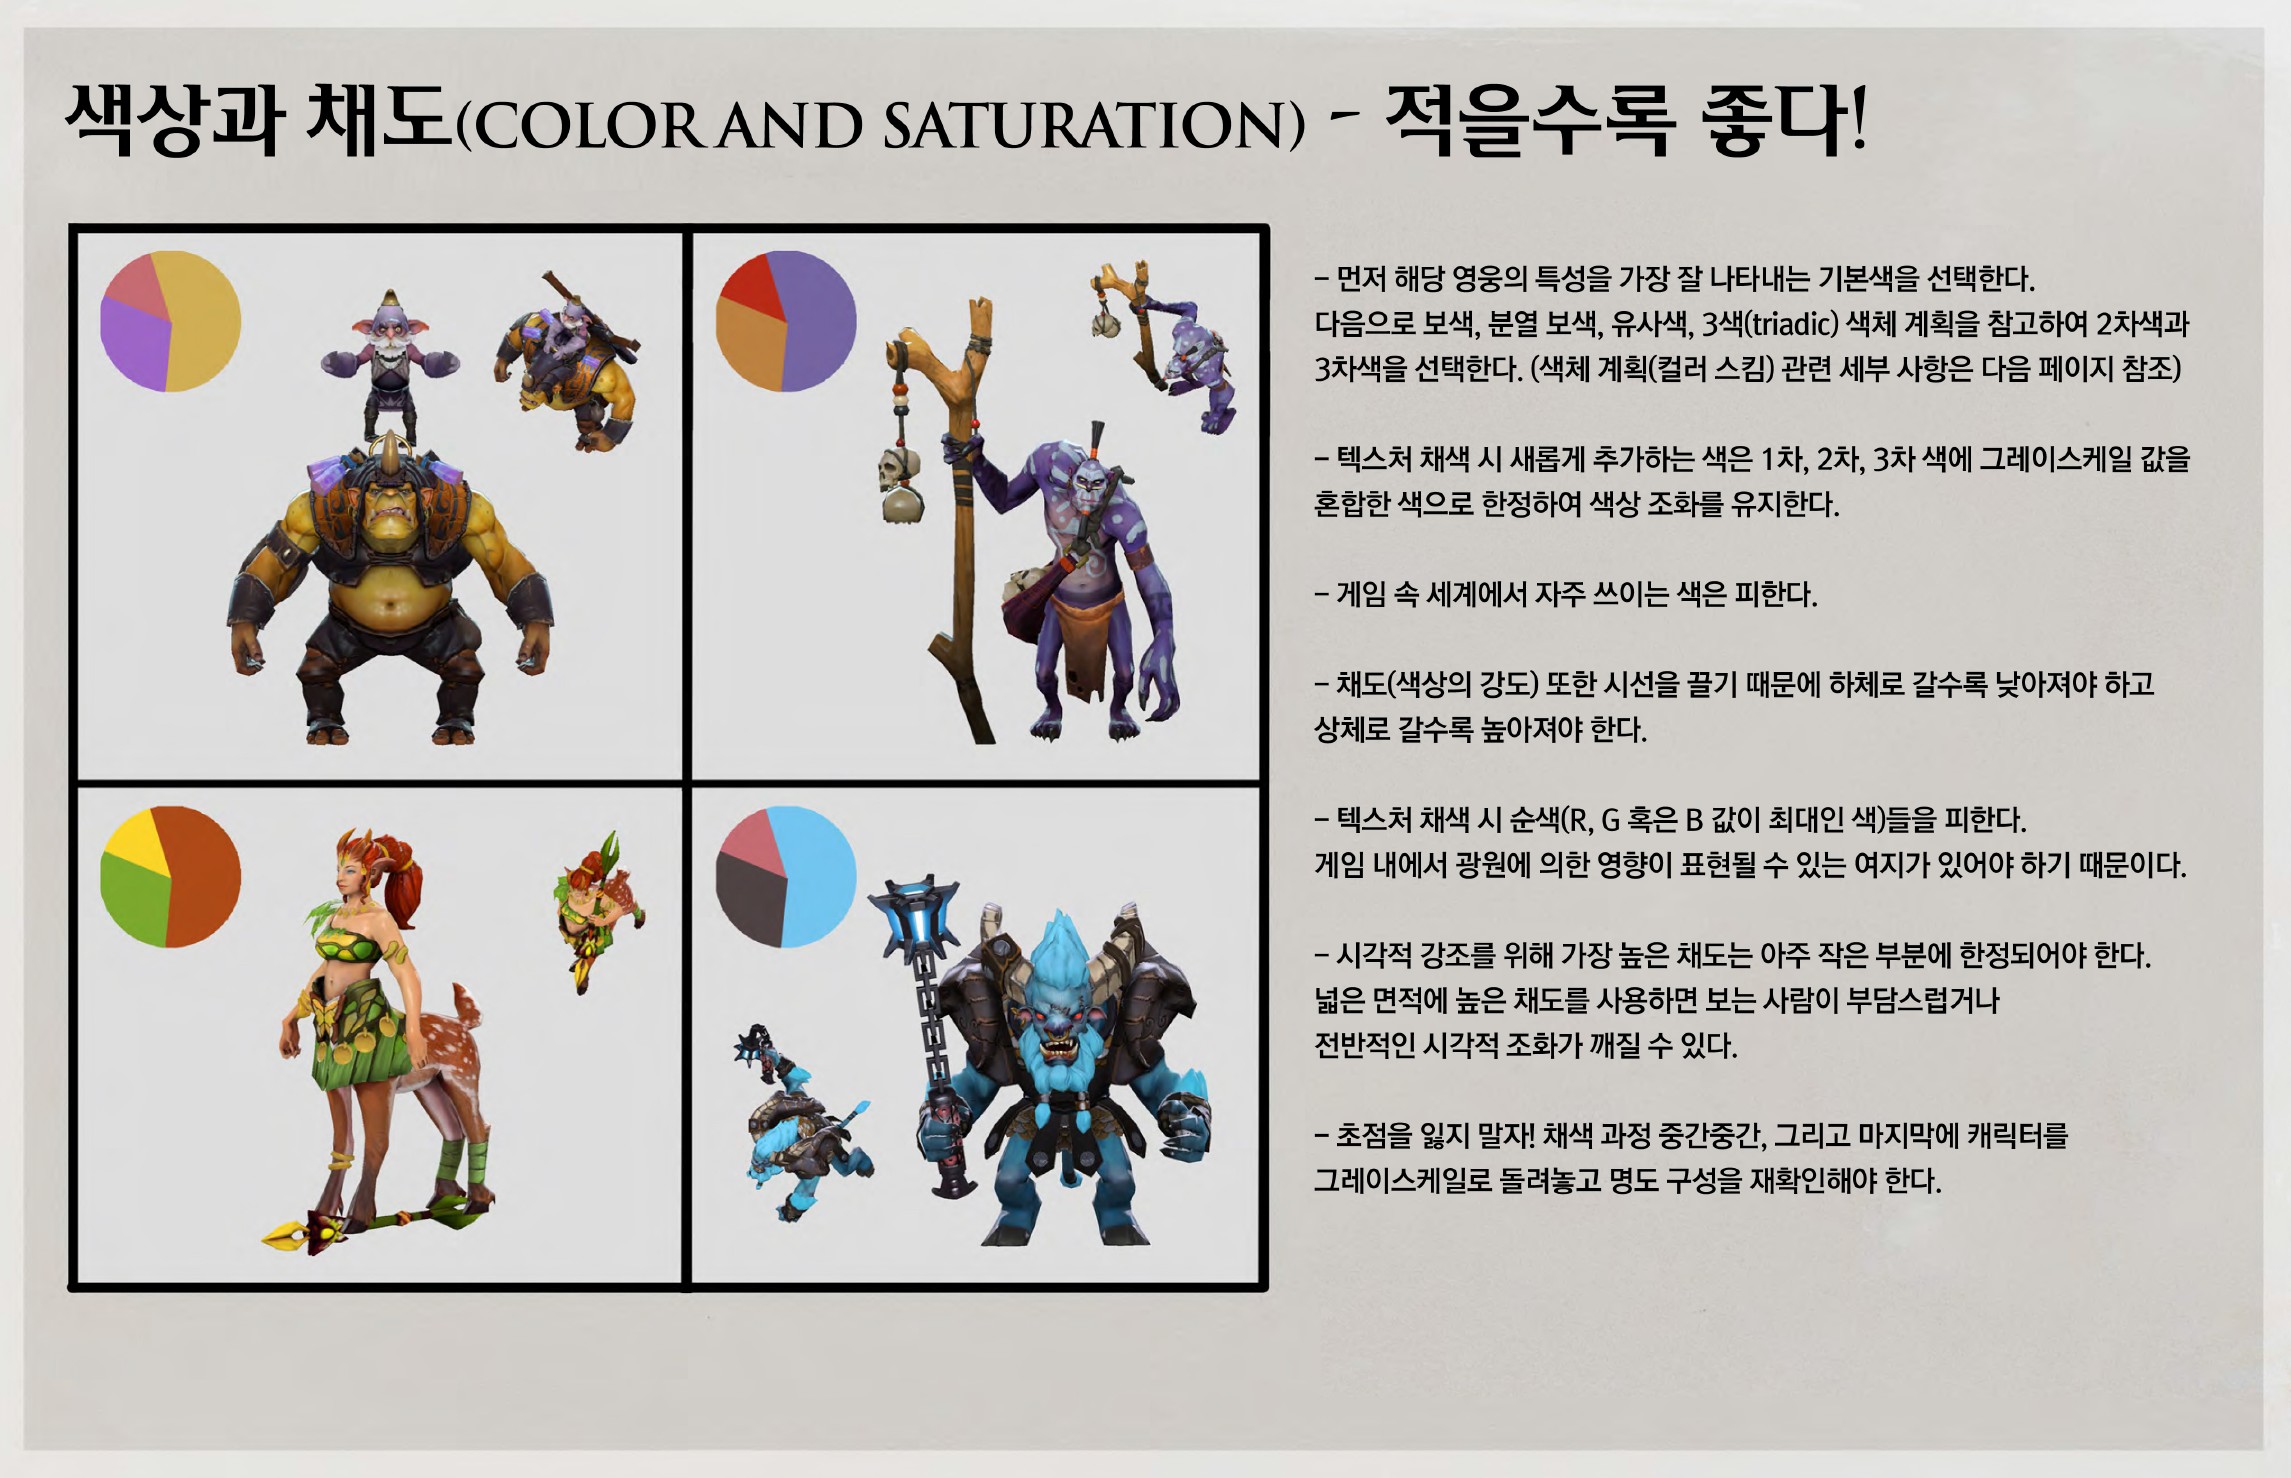 색상과 채도(COLOR AND SATURATION) - 적을수록 좋다!
– 먼저 해당 영웅의 특성을 가장 잘 나타내는 기본색을 선택한다.
다음으로 보색, 분열 보색, 유사색, 3색(triadic) 색체 계획을 참고하여 2차색과
3차색을 선택한다. (색체 계획(컬러 스킴) 관련 세부 사항은 다음 페이지 참조)
– 텍스처 채색 시 새롭게 추가하는 색은 1차, 2차, 3차 색에 그레이스케일 값을
혼합한 색으로 한정하여 색상 조화를 유지한다.
– 게임 속 세계에서 자주 쓰이는 색은 피한다.
– 채도(색상의 강도) 또한 시선을 끌기 때문에 하체로 갈수록 낮아져야 하고
상체로 갈수록 높아져야 한다.
– 텍스처 채색 시 순색(R, G 혹은 B 값이 최대인 색)들을 피한다.
게임 내에서 광원에 의한 영향이 표현될 수 있는 여지가 있어야 하기 때문이다.
– 시각적 강조를 위해 가장 높은 채도는 아주 작은 부분에 한정되어야 한다.
넓은 면적에 높은 채도를 사용하면 보는 사람이 부담스럽거나
전반적인 시각적 조화가 깨질 수 있다.
– 초점을 잃지 말자! 채색 과정 중간중간, 그리고 마지막에 캐릭터를
그레이스케일로 돌려놓고 명도 구성을 재확인해야 한다.